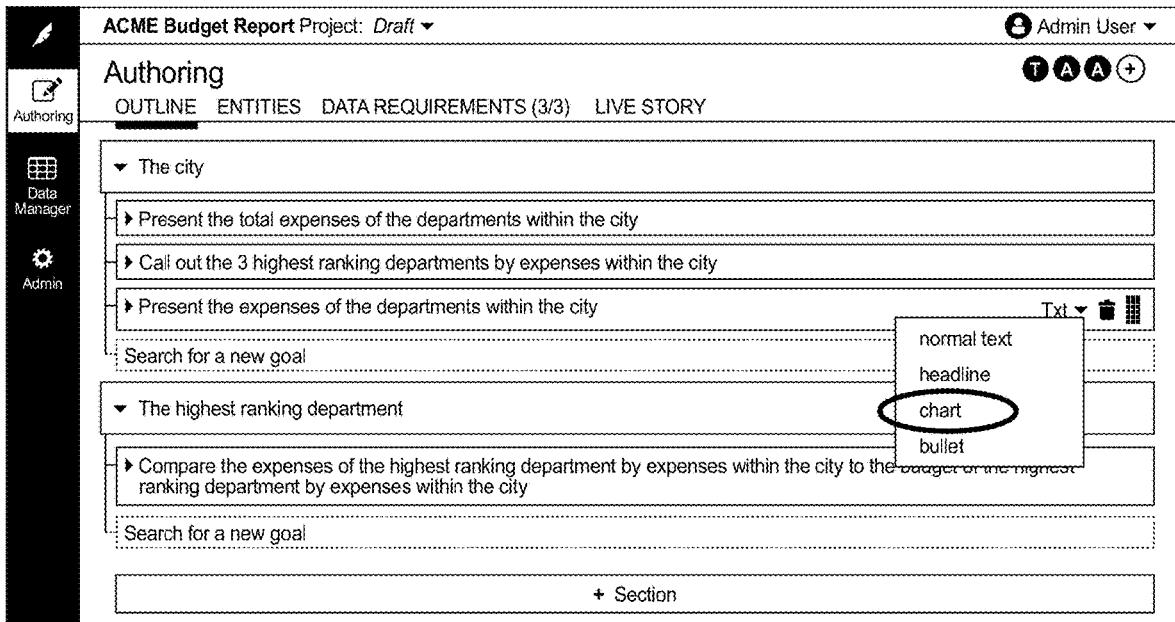 ACME Budget Report Project: Draft
Admin User
Authoring
T A A +
OUTLINE ENTITIES DATA REQUIREMENTS (3/3) LIVE STORY
Authoring
Data
Manager
Admin
The city
Present the total expenses of the departments within the city
Call out the 3 highest ranking departments by expenses within the city
Present the expenses of the departments within the city
Txt
normal text
headline
chart
bullet
Search for a new goal
The highest ranking department
Compare the expenses of the highest ranking department by expenses within the city to the budget of the highest
ranking department by expenses within the city
Search for a new goal
+ Section